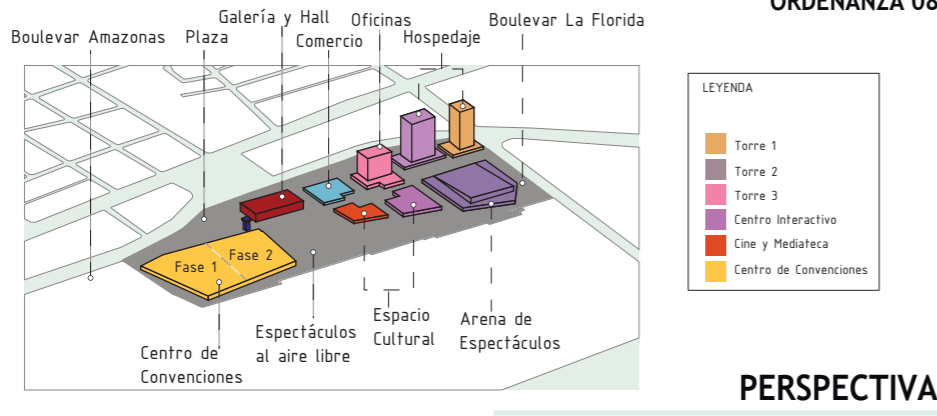 ORDENANZA 08
Galería y Hall
Oficinas
Boulevar La Florida
Boulevar Amazonas
Plaza
Comercio
Hospedaje
Fase 1
Fase 2
Centro de
Convenciones
Espectáculos
al aire libre
Espacio
Cultural
Arena de
Espectáculos
LEYENDA
Torre 1
Torre 2
Torre 3
Centro Interactivo
Cine y Mediateca
Centro de Convenciones
PERSPECTIVA